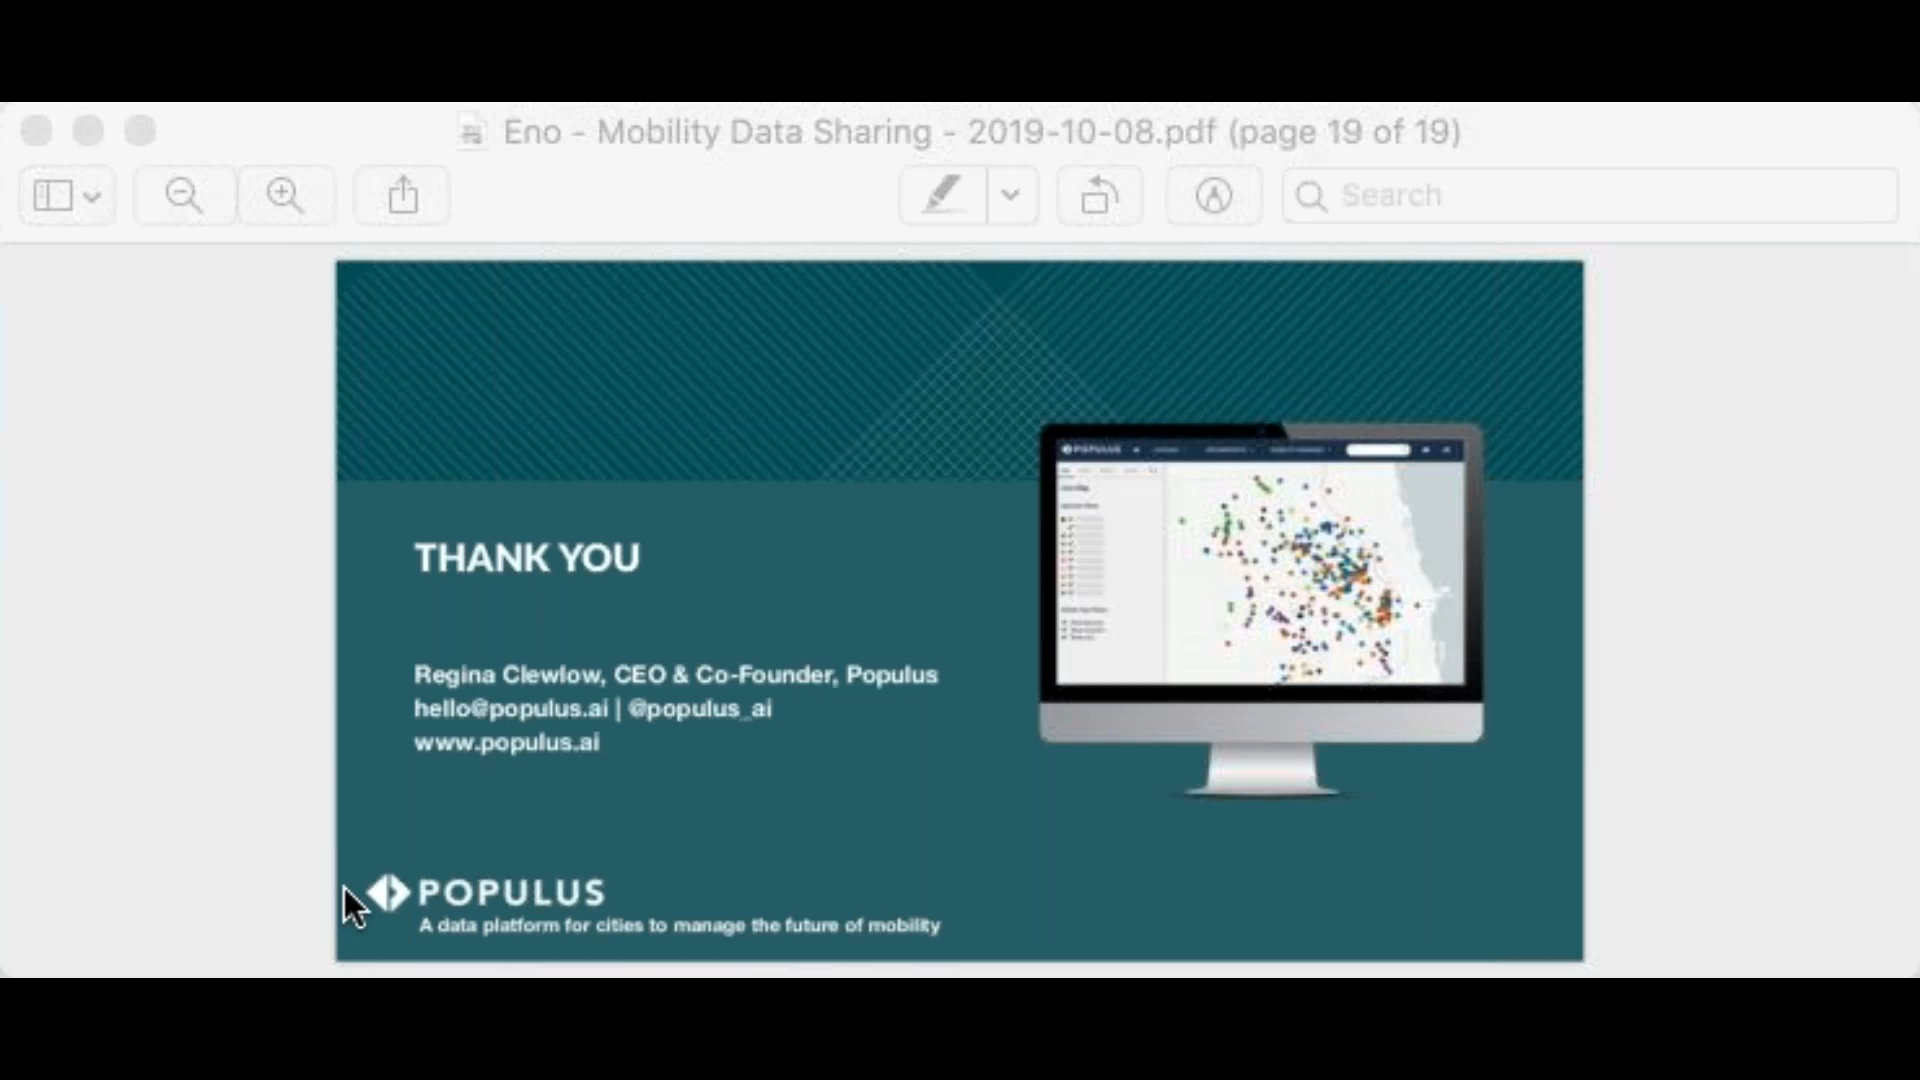 Eno - Mobility Data Sharing - 2019-10-08.pdf (page 19 of 19)
Search
POPULUS
THANK YOU
Regina Clewlow, CEO & Co-Founder, Populus
hello@populus.ai | @populus_ai
www.populus.ai
POPULUS
A data platform for cities to manage the future of mobility